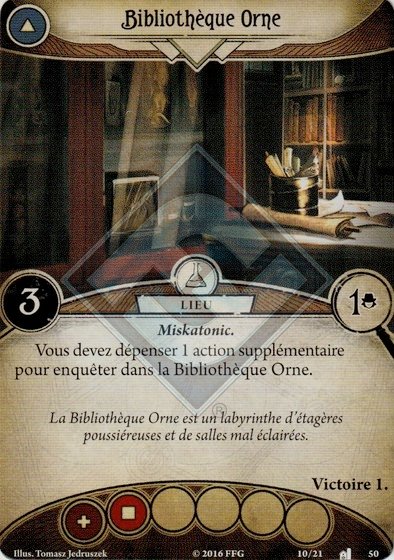 Bibliothèque Orne
3
LIEU
1
Miskatonic.
Vous devez dépenser 1 action supplémentaire
pour enquêter dans la Bibliothèque Orne.
La Bibliothèque Orne est un labyrinthe d'étagères
poussiéreuses et de salles mal éclairées.
Victoire 1.
Illus. Tomasz Jedruszek © 2016 FFG 10/21 50